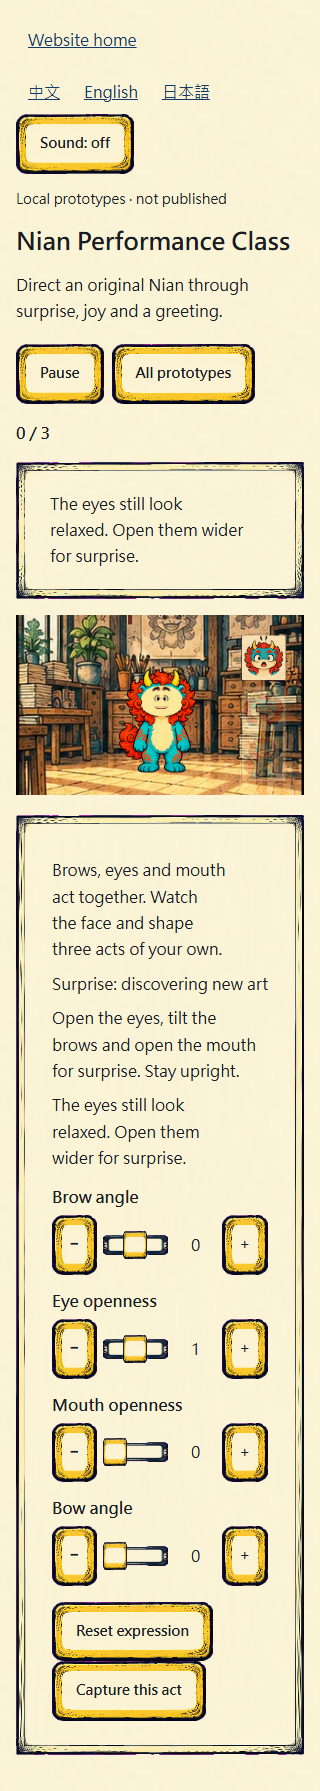 Website home
中文 English 日本語
Sound: off
Local prototypes · not published
Nian Performance Class
Direct an original Nian through
surprise, joy and a greeting.
Pause All prototypes
0 / 3
The eyes still look
relaxed. Open them wider
for surprise.
Brows, eyes and mouth
act together. Watch
the face and shape
three acts of your own.
Surprise: discovering new art
Open the eyes, tilt the
brows and open the mouth
for surprise. Stay upright.
The eyes still look
relaxed. Open them
wider for surprise.
Brow angle
− 0 +
Eye openness
− 1 +
Mouth openness
− 0 +
Bow angle
− 0 +
Reset expression
Capture this act